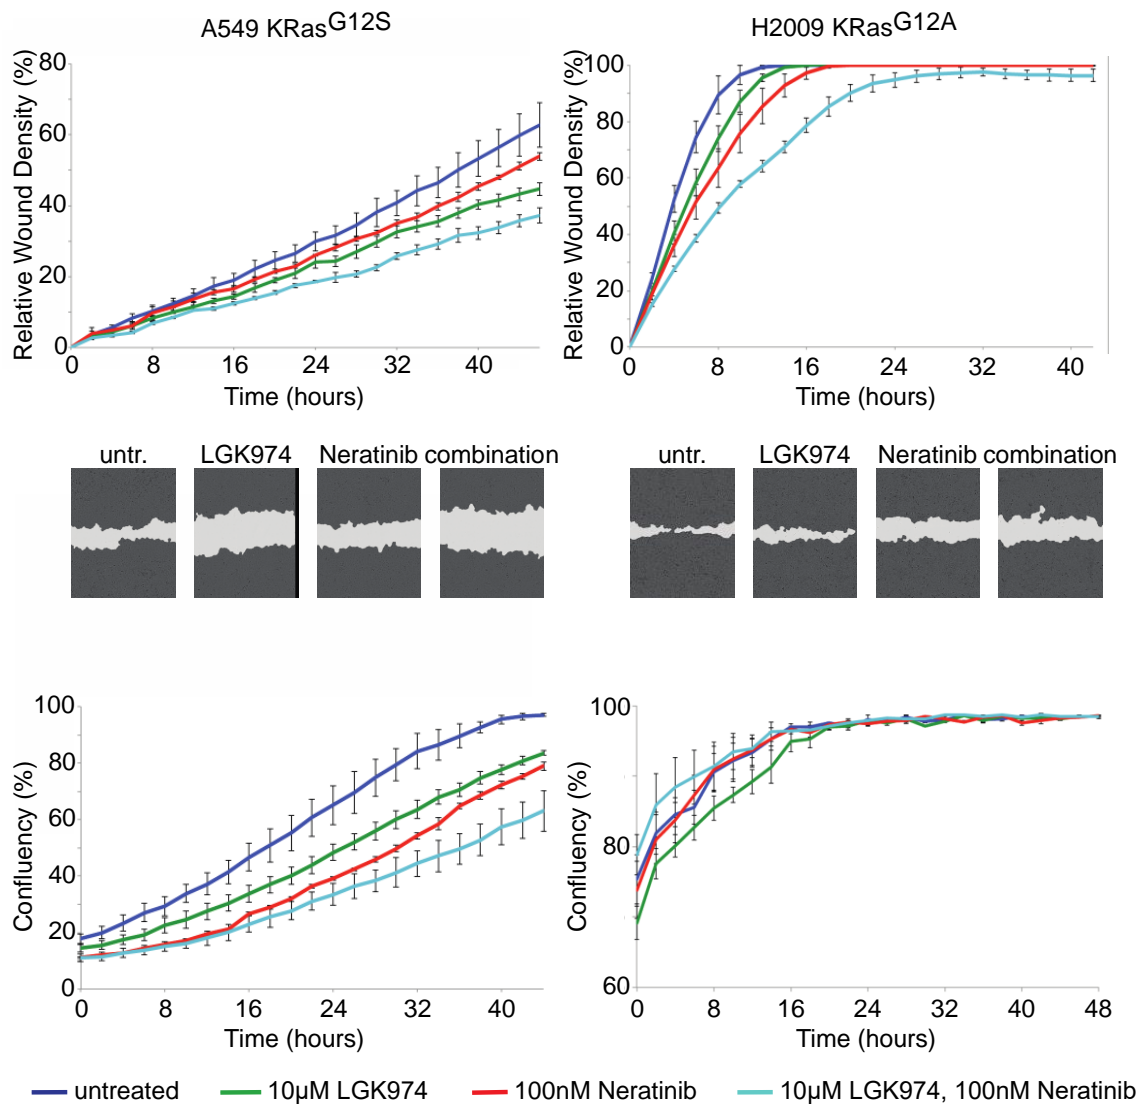 A549 KRasG12S
H2009 KRasG12A
Relative Wound Density (%)
80
60
40
20
0
0 8 16 24 32 40
Time (hours)
Relative Wound Density (%)
100
80
60
40
20
0
0 8 16 24 32 40
Time (hours)
untr. LGK974 Neratinib combination
untr. LGK974 Neratinib combination
Confluency (%)
100
80
60
40
20
0
0 8 16 24 32 40
Time (hours)
Confluency (%)
100
80
60
0 8 16 24 32 40 48
Time (hours)
untreated 10µM LGK974 100nM Neratinib 10µM LGK974, 100nM Neratinib